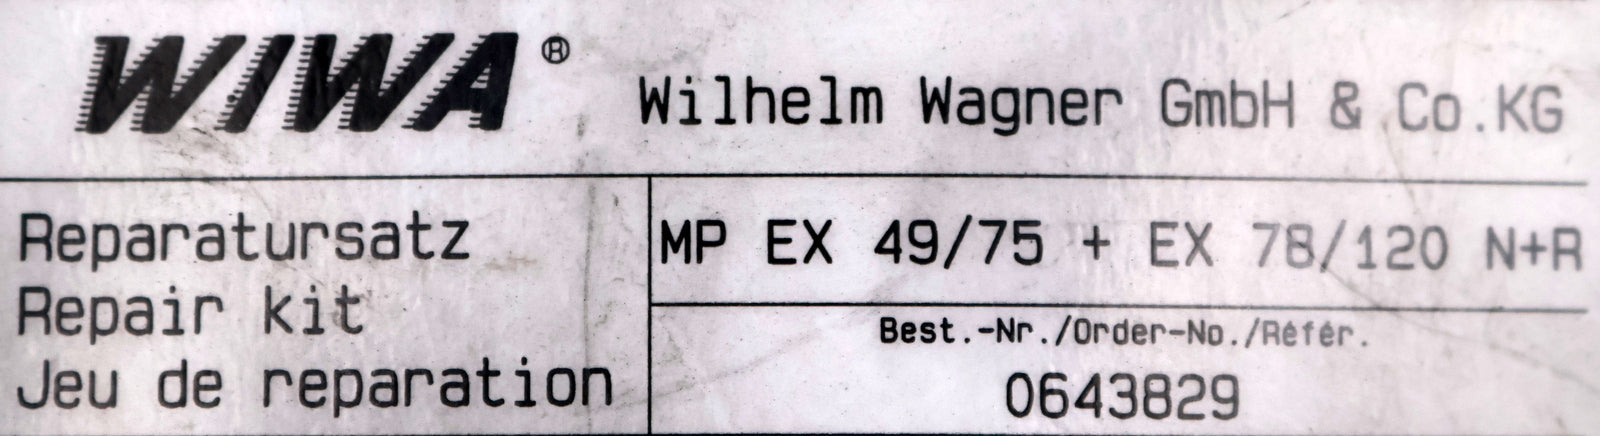 WIWA®
Wilhelm Wagner GmbH & Co.KG
Reparatursatz
Repair kit
Jeu de reparation
MP EX 49/75 + EX 78/120 N+R
Best.-Nr./Order-No./Référ.
0643829